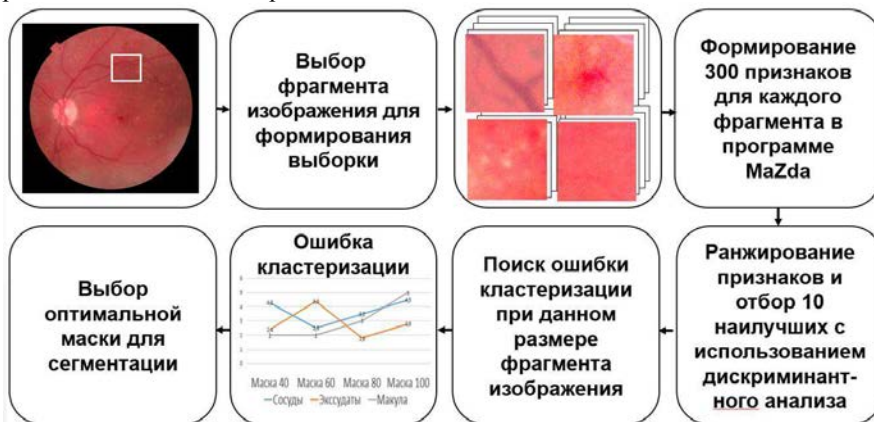 Выбор
фрагмента
изображения для
формирования
выборки
Формирование
300 признаков
для каждого
фрагмента в
программе
MaZda
Выбор
оптимальной
маски для
сегментации
Ошибка
кластеризации
Маска 40 Маска 60 Маска 80 Маска 100
Сосуды Экссудаты Макула
Поиск ошибки
кластеризации
при данном
размере
фрагмента
изображения
Ранжирование
признаков и
отбор 10
наилучших с
использованием
дискриминант-
ного анализа